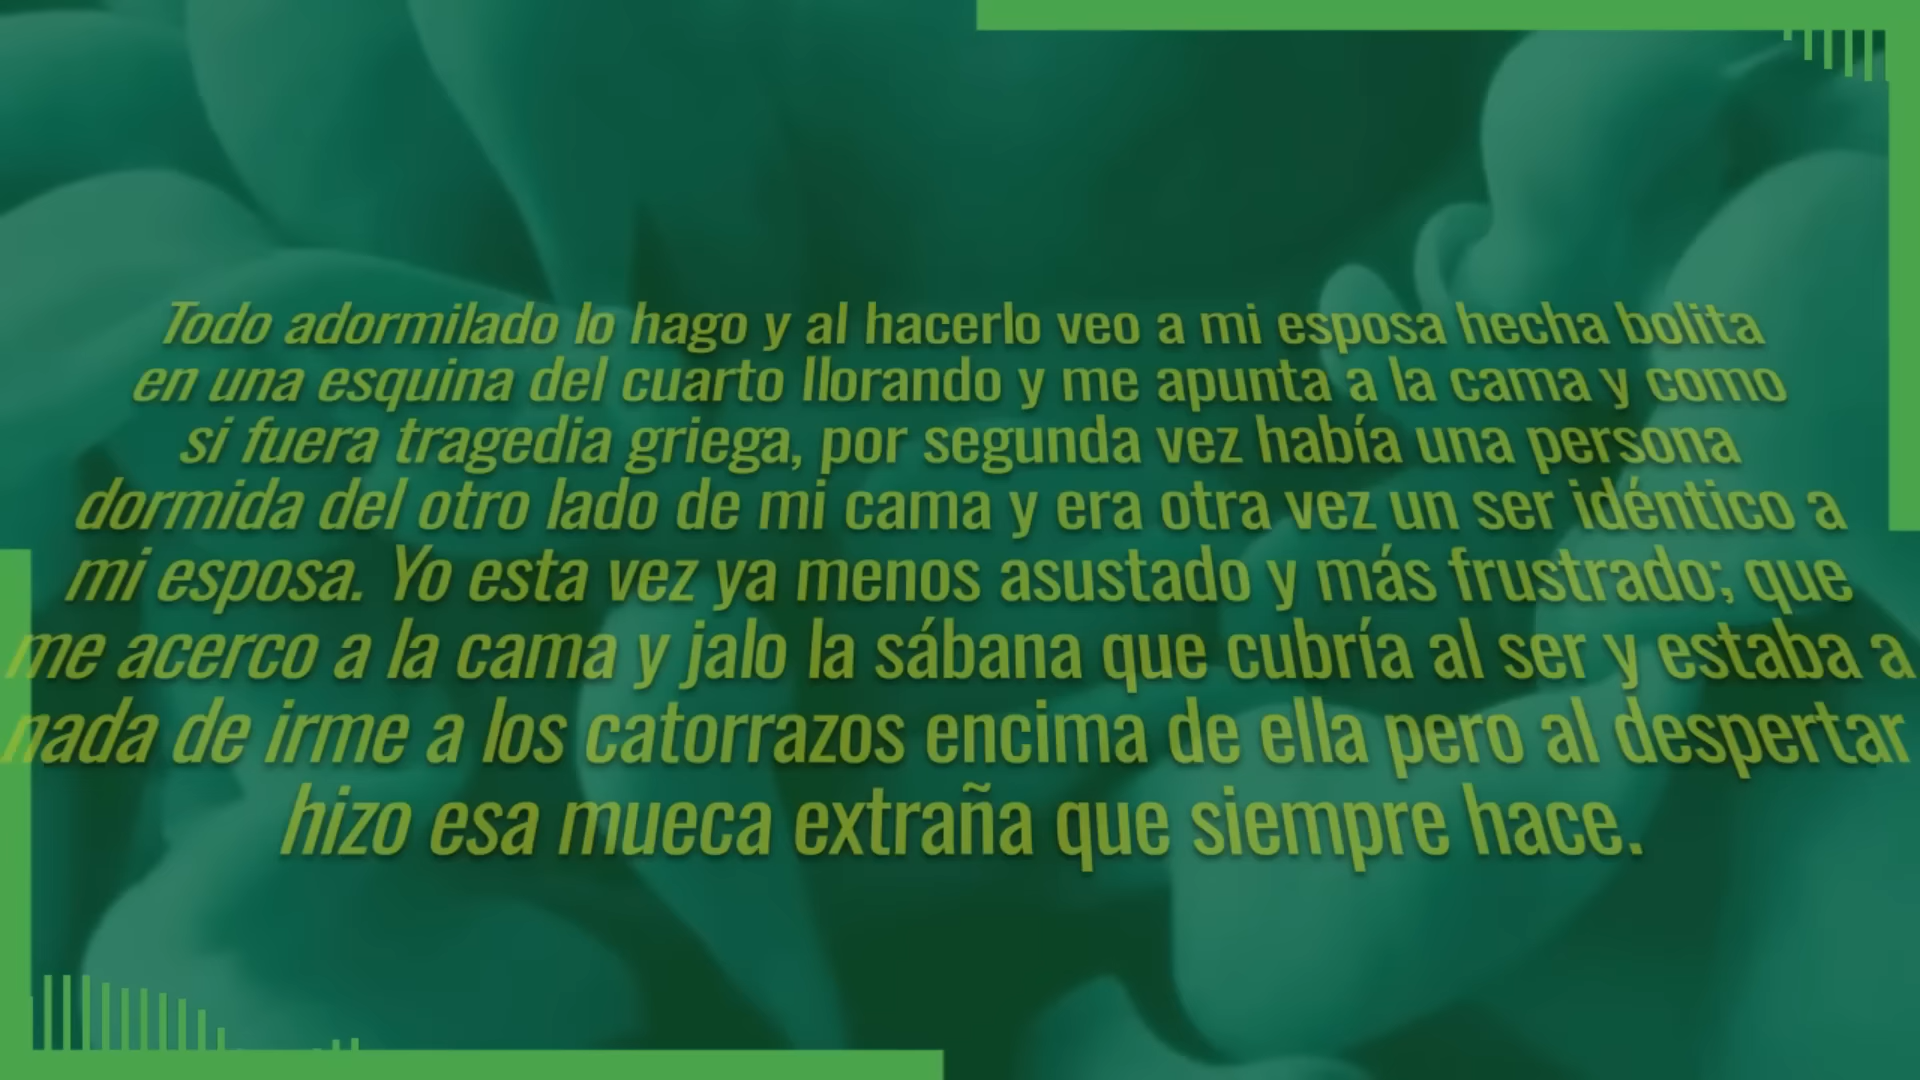 Todo adormilado lo hago y al hacerlo veo a mi esposa hecha bolita
en una esquina del cuarto llorando y me apunta a la cama y como
si fuera tragedia griega, por segunda vez había una persona
dormida del otro lado de mi cama y era otra vez un ser idéntico a
mi esposa. Yo esta vez ya menos asustado y más frustrado; que
me acerco a la cama y jalo la sábana que cubría al ser y estaba a
nada de irme a los catorrazos encima de ella pero al despertar
hizo esa mueca extraña que siempre hace.